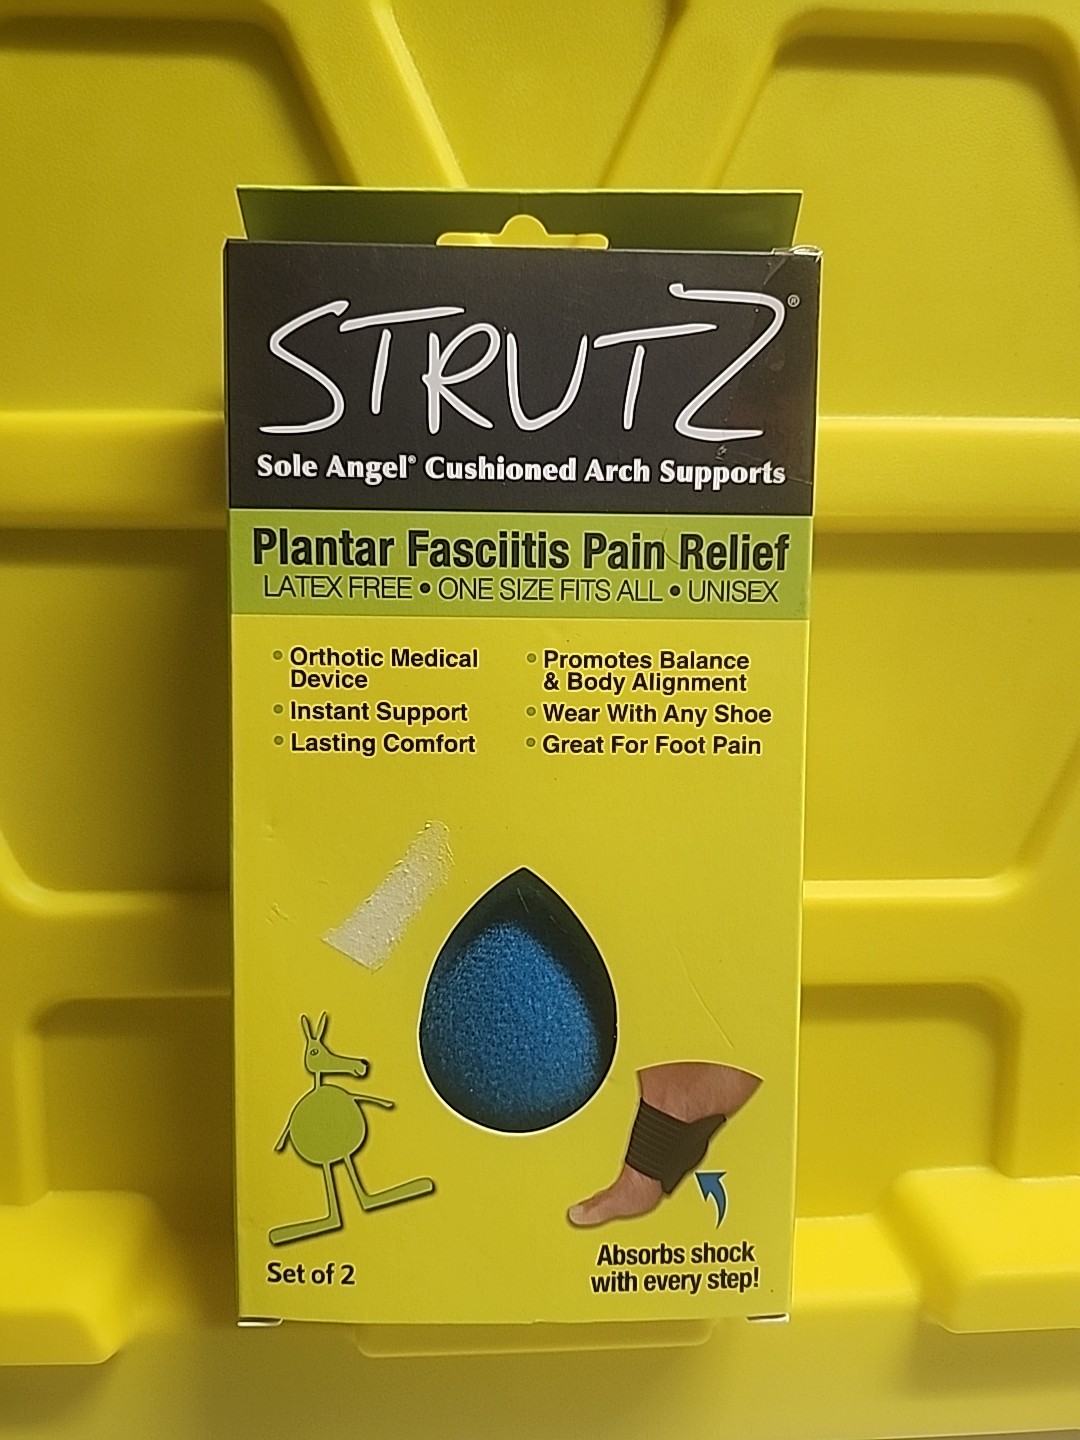 STRUTZ®
Sole Angel® Cushioned Arch Supports
Plantar Fasciitis Pain Relief
LATEX FREE • ONE SIZE FITS ALL • UNISEX
• Orthotic Medical
Device
• Instant Support
• Lasting Comfort
• Promotes Balance
& Body Alignment
• Wear With Any Shoe
• Great For Foot Pain
Set of 2
Absorbs shock
with every step!